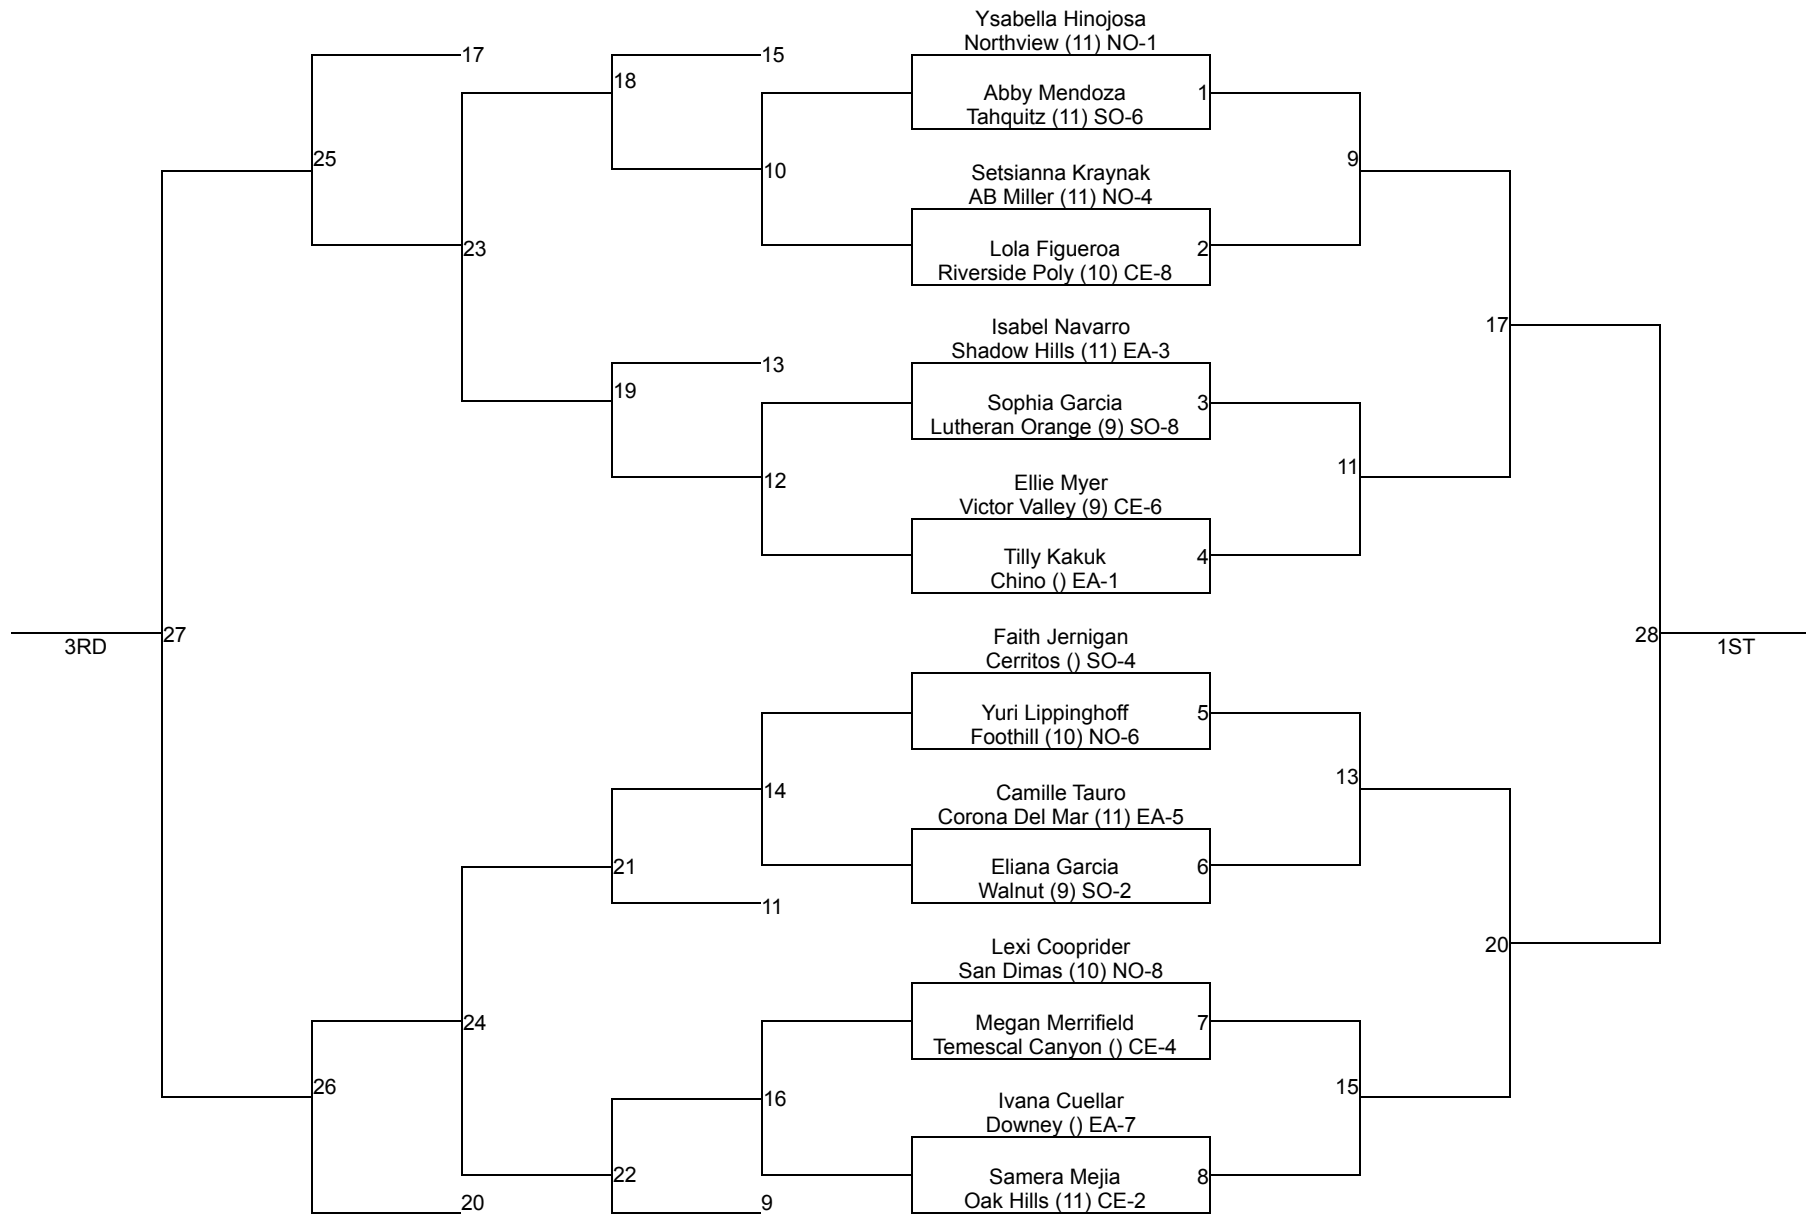 Ysabella Hinojosa
Northview (11) NO-1
17
15
18
Abby Mendoza
1
Tahquitz (11) SO-6
25
9
10
Setsianna Kraynak
AB Miller (11) NO-4
23
Lola Figueroa
2
Riverside Poly (10) CE-8
Isabel Navarro
17
Shadow Hills (11) EA-3
13
19
Sophia Garcia
3
Lutheran Orange (9) SO-8
11
12
Ellie Myer
Victor Valley (9) CE-6
Tilly Kakuk
4
Chino () EA-1
27
Faith Jernigan
28
3RD
1ST
Cerritos () SO-4
Yuri Lippinghoff
5
Foothill (10) NO-6
13
14
Camille Tauro
Corona Del Mar (11) EA-5
21
Eliana Garcia
6
Walnut (9) SO-2
11
Lexi Cooprider
20
San Dimas (10) NO-8
24
Megan Merrifield
7
Temescal Canyon () CE-4
26
15
16
Ivana Cuellar
Downey () EA-7
22
Samera Mejia
8
20
9
Oak Hills (11) CE-2